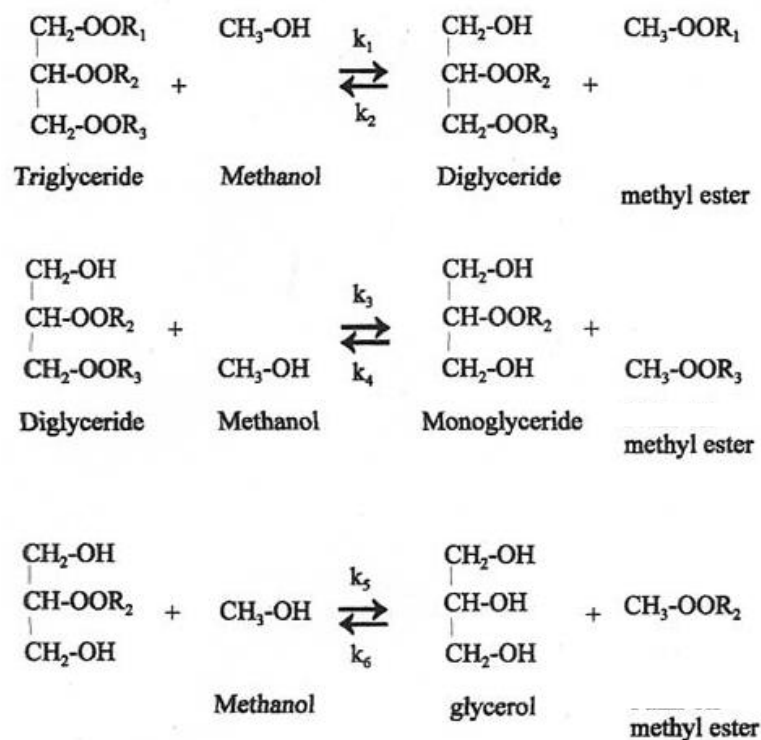 CH₂-OOR₁ CH₃-OH k₁ CH₂-OH CH₃-OOR₁
CH-OOR₂ + k₂ CH-OOR₂ +
CH₂-OOR₃ CH₂-OOR₃
Triglyceride Methanol Diglyceride methyl ester
CH₂-OH k₃ CH₂-OH
CH-OOR₂ + CH-OOR₂ +
CH₂-OOR₃ CH₃-OH k₄ CH₂-OH CH₃-OOR₃
Diglyceride Methanol Monoglyceride methyl ester
CH₂-OH k₅ CH₂-OH
CH-OOR₂ + CH₃-OH CH-OH + CH₃-OOR₂
CH₂-OH k₆ CH₂-OH
Methanol glycerol methyl ester